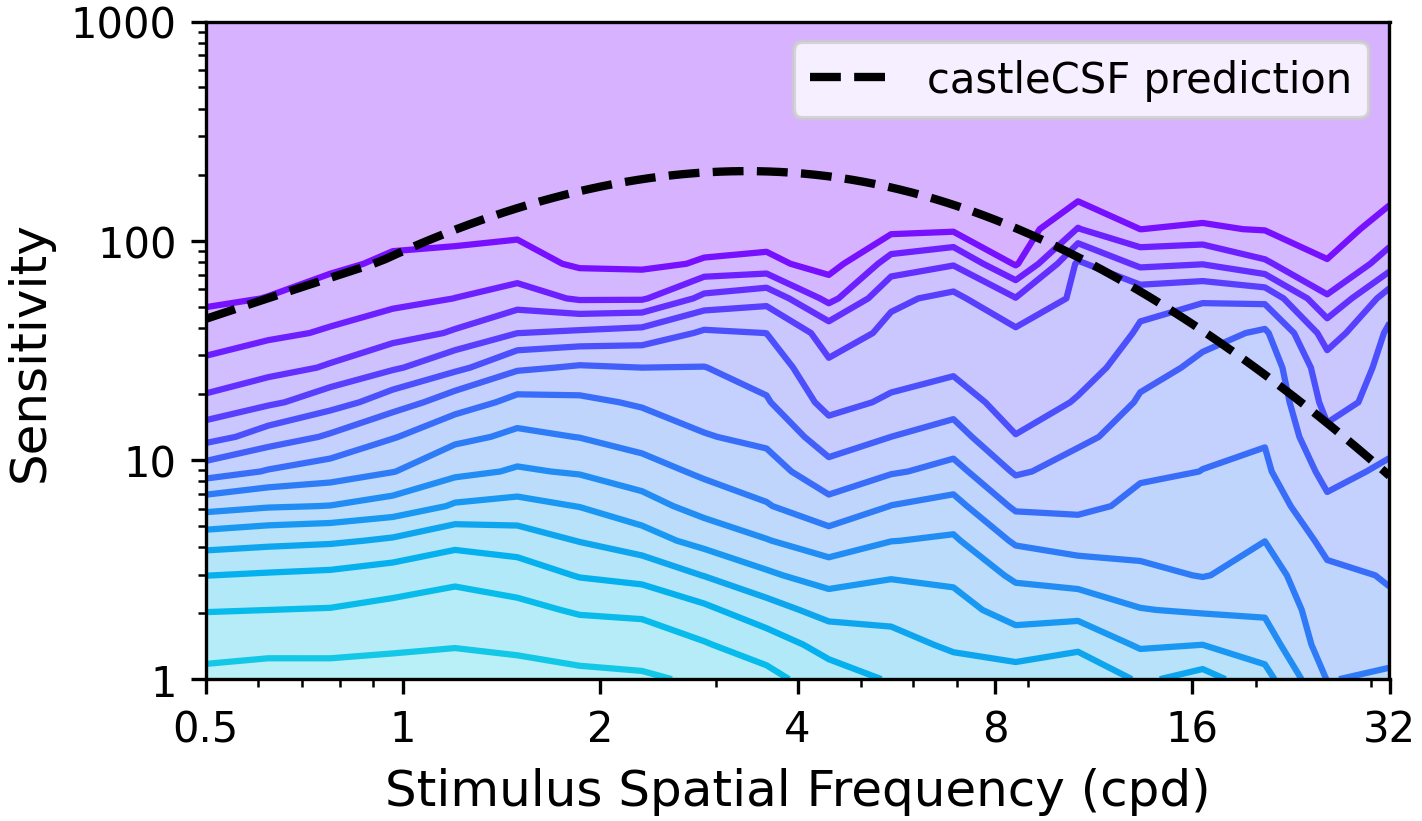 1000
100
10
1
Sensitivity
castleCSF prediction
0.5 1 2 4 8 16 32
Stimulus Spatial Frequency (cpd)